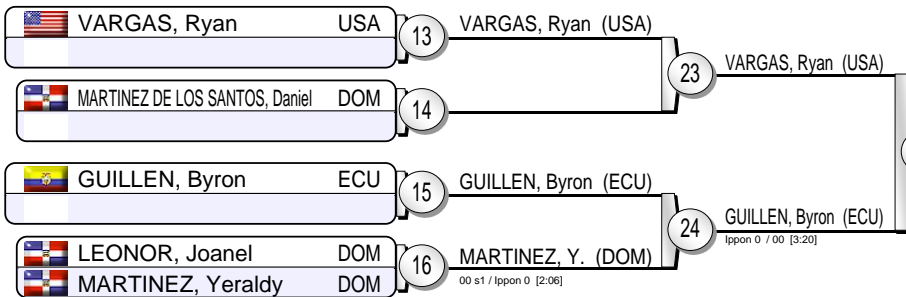 VARGAS, Ryan USA
13
VARGAS, Ryan (USA)
23
VARGAS, Ryan (USA)
MARTINEZ DE LOS SANTOS, Daniel DOM
14
GUILLEN, Byron ECU
15
GUILLEN, Byron (ECU)
24
GUILLEN, Byron (ECU)
Ippon 0 / 00 [3:20]
LEONOR, Joanel DOM
MARTINEZ, Yeraldy DOM
16
MARTINEZ, Y. (DOM)
00 s1 / Ippon 0 [2:06]